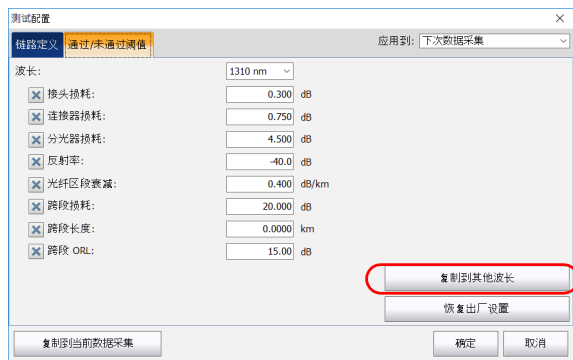 测试配置
链路定义 通过/未通过阈值 应用到: 下次数据采集
波长: 1310 nm
接头损耗: 0.300 dB
连接器损耗: 0.750 dB
分光器损耗: 4.500 dB
反射率: -40.0 dB
光纤区段衰减: 0.400 dB/km
跨段损耗: 20.000 dB
跨段长度: 0.0000 km
跨段 ORL: 15.00 dB
复制到其他波长
恢复出厂设置
复制到当前数据采集 确定 取消